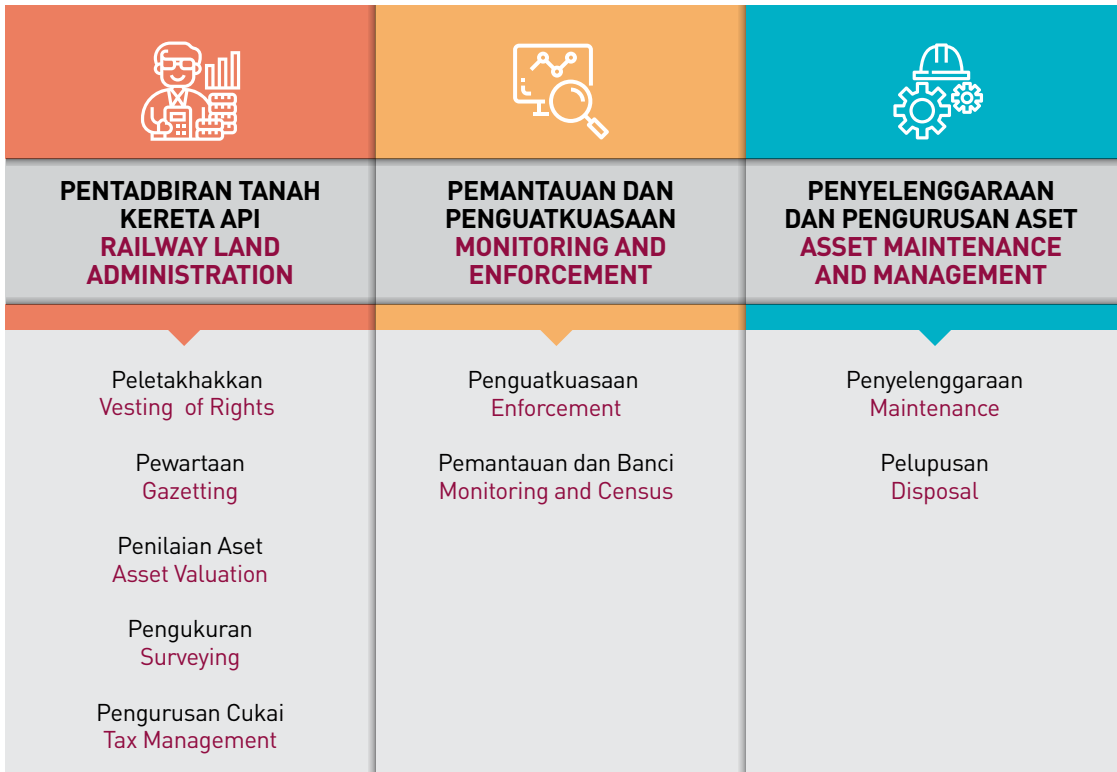 PENTADBIRAN TANAH
KERETA API
RAILWAY LAND
ADMINISTRATION
PEMANTAUAN DAN
PENGUATKUASAAN
MONITORING AND
ENFORCEMENT
PENYELENGGARAAN
DAN PENGURUSAN ASET
ASSET MAINTENANCE
AND MANAGEMENT
Peletakhakkan
Vesting of Rights
Pewartaan
Gazetting
Penilaian Aset
Asset Valuation
Pengukuran
Surveying
Pengurusan Cukai
Tax Management
Penguatkuasaan
Enforcement
Pemantauan dan Banci
Monitoring and Census
Penyelenggaraan
Maintenance
Pelupusan
Disposal